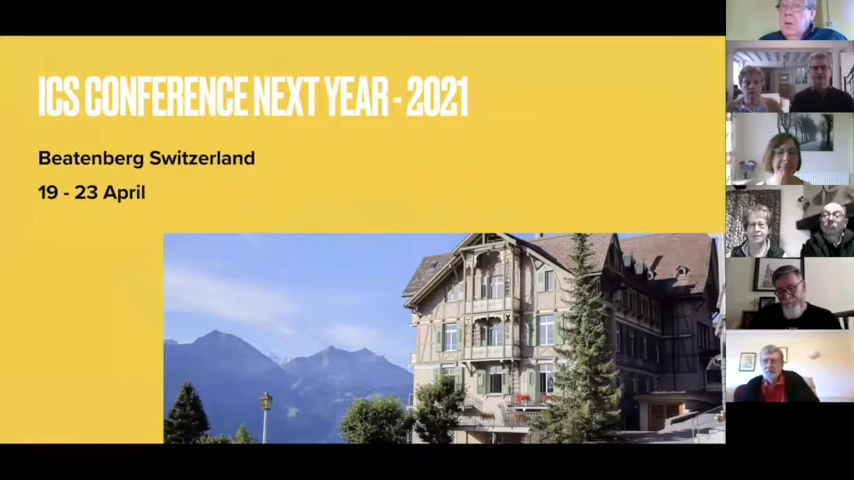 ICS CONFERENCE NEXT YEAR - 2021
Beatenberg Switzerland
19 - 23 April